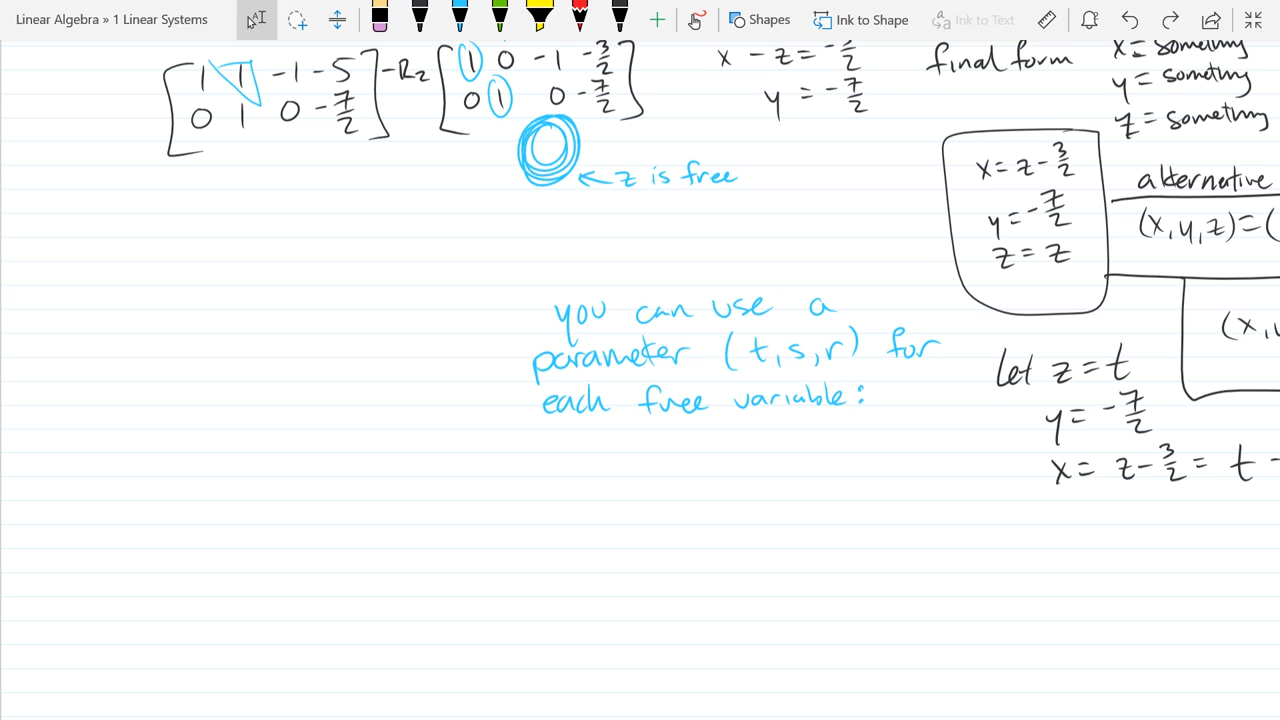 Linear Algebra » 1 Linear Systems
Shapes
Ink to Shape
Ink to Text
[ 1 1 -1 -5 ] -R₂ [ 1 0 -1 -3/2 ]
[ 0 1 0 -7/2 ] [ 0 1 0 -7/2 ]
← z is free
x - z = -3/2
y = -7/2
final form
x = something
y = something
z = something
x = z - 3/2
y = -7/2
z = z
alternative
(x, y, z) = (
(x,
you can use a
parameter (t, s, r) for
each free variable:
let z = t
y = -7/2
x = z - 3/2 = t -